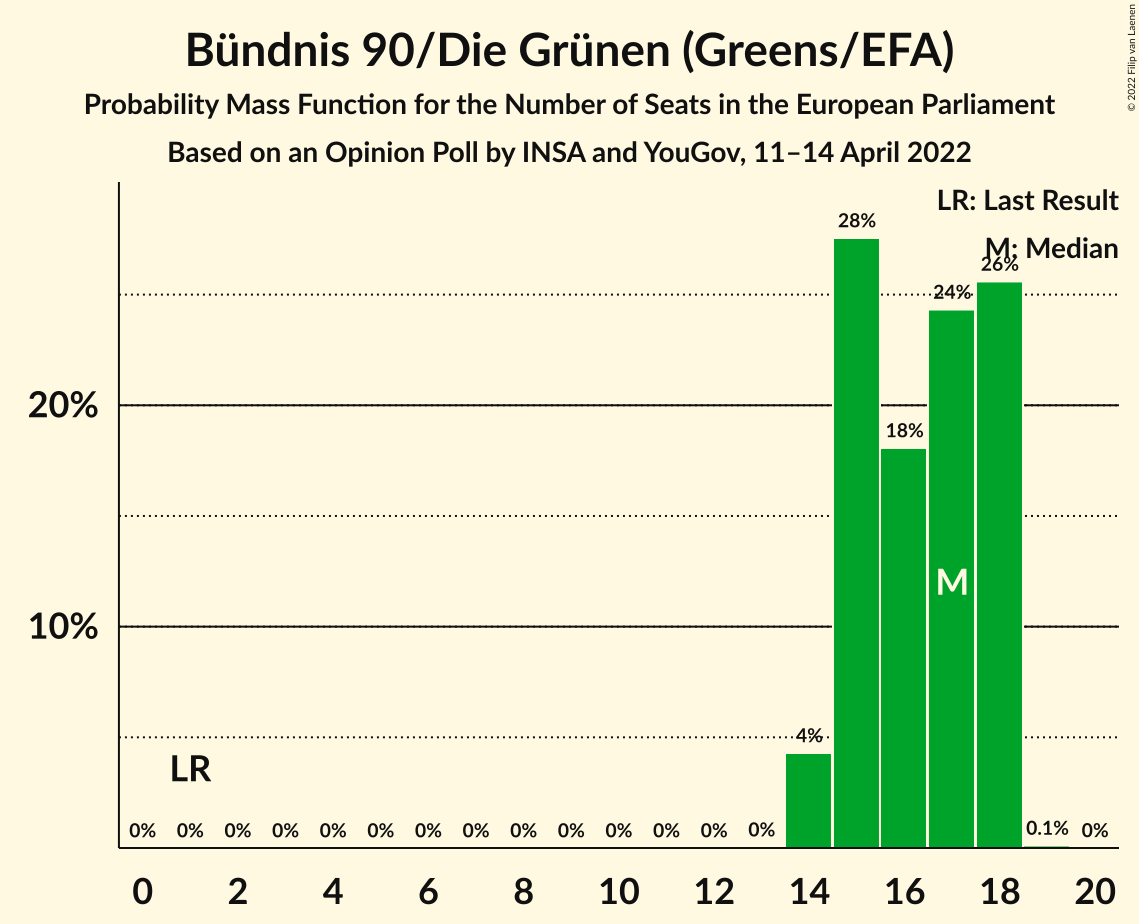 Bündnis 90/Die Grünen (Greens/EFA)
Probability Mass Function for the Number of Seats in the European Parliament
Based on an Opinion Poll by INSA and YouGov, 11–14 April 2022
© 2022 Filip van Laenen
LR: Last Result
M: Median
28%
26%
24%
20%
18%
M
10%
4%
LR
0% 0% 0% 0% 0% 0% 0% 0% 0% 0% 0% 0% 0% 0% 0.1% 0%
0 2 4 6 8 10 12 14 16 18 20